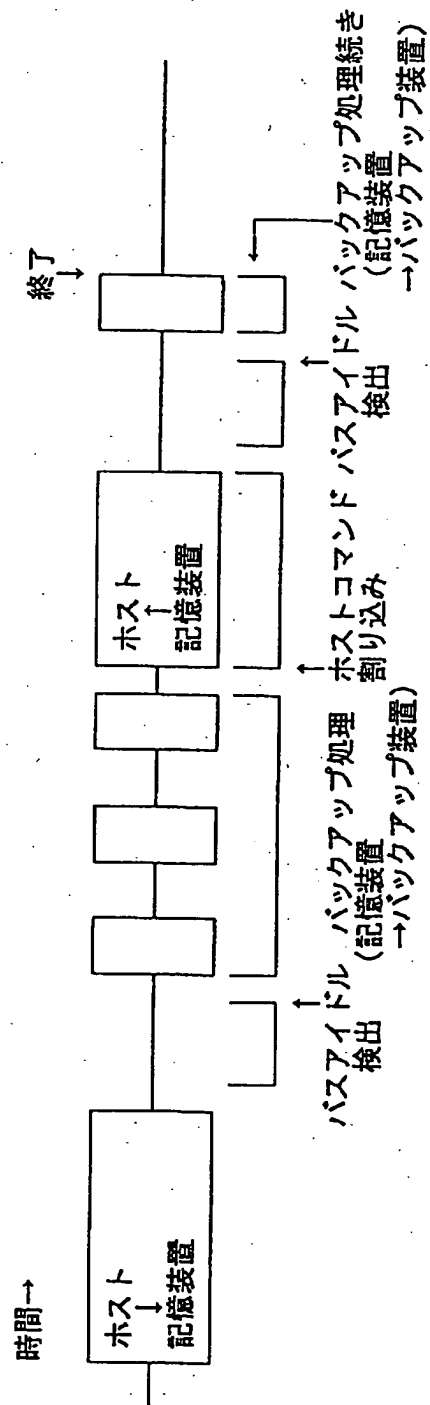 時間→
ホスト
↓
記憶装置
バスアイドル
検出
↑
バックアップ処理
(記憶装置
→バックアップ装置)
↑
ホストコマンド
割り込み
ホスト
↑
記憶装置
↑
バスアイドル
検出
バックアップ処理続き
(記憶装置
→バックアップ装置)
終了
↓